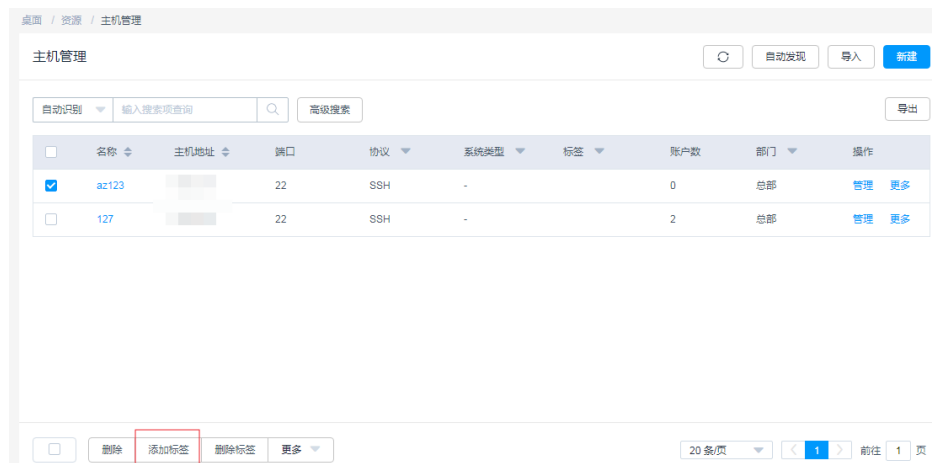 桌面 / 资源 / 主机管理
主机管理 自动发现 导入 新建
自动识别 输入搜索项查询 高级搜索 导出
名称 主机地址 端口 协议 系统类型 标签 账户数 部门 操作
az123 22 SSH - 0 总部 管理 更多
127 22 SSH - 2 总部 管理 更多
删除 添加标签 删除标签 更多 20 条/页 1 前往 1 页